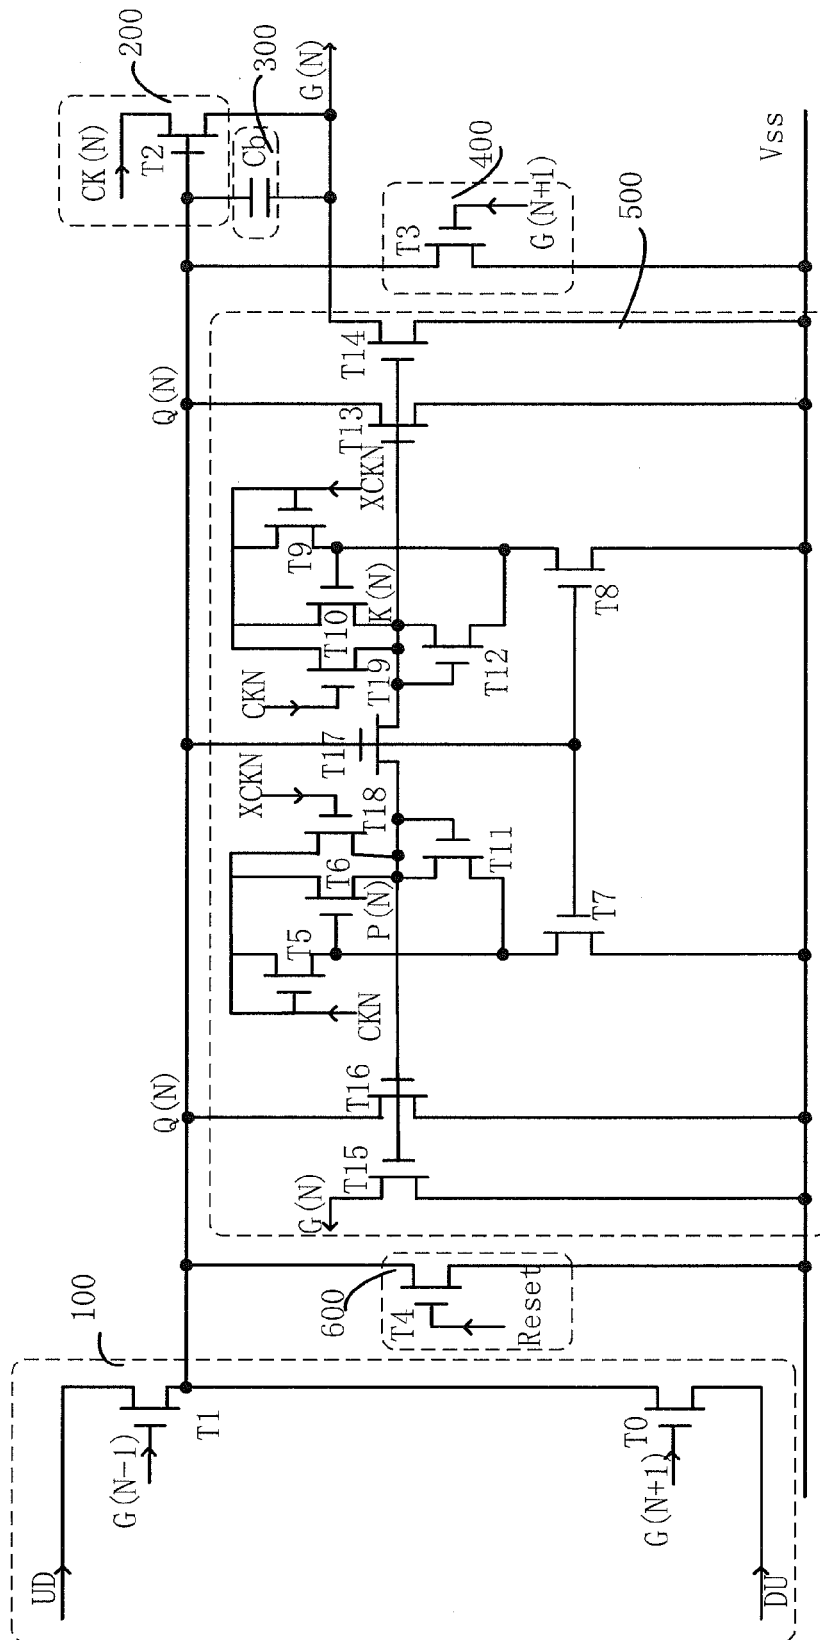 200
300
CK(N)
T2
Cb
G(N)
T3
400
G(N+1)
Vss
500
T14
Q(N)
T13
XCKN
T9
K(N)
T10
T19
CKN
T12
T8
T17
XCKN
T18
T6
P(N)
T11
T5
CKN
T7
Q(N)
T16
T15
G(N)
600
T4
Reset
100
UD
G(N-1)
T1
T0
G(N+1)
DU